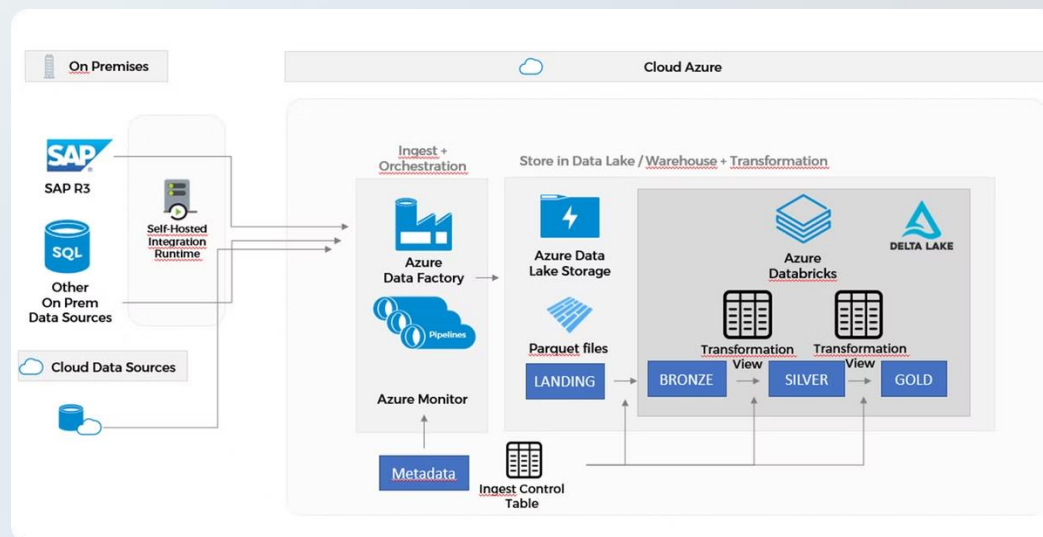 On Premises
Cloud Azure
SAP
SAP R3
Self-Hosted
Integration
Runtime
SQL
Other
On Prem
Data Sources
Cloud Data Sources
Ingest +
Orchestration
Azure
Data Factory
Pipelines
Azure Monitor
Metadata
Ingest Control
Table
Store in Data Lake / Warehouse + Transformation
Azure Data
Lake Storage
Parquet files
LANDING
Azure
Databricks
DELTA LAKE
Transformation
View
Transformation
View
BRONZE
SILVER
GOLD